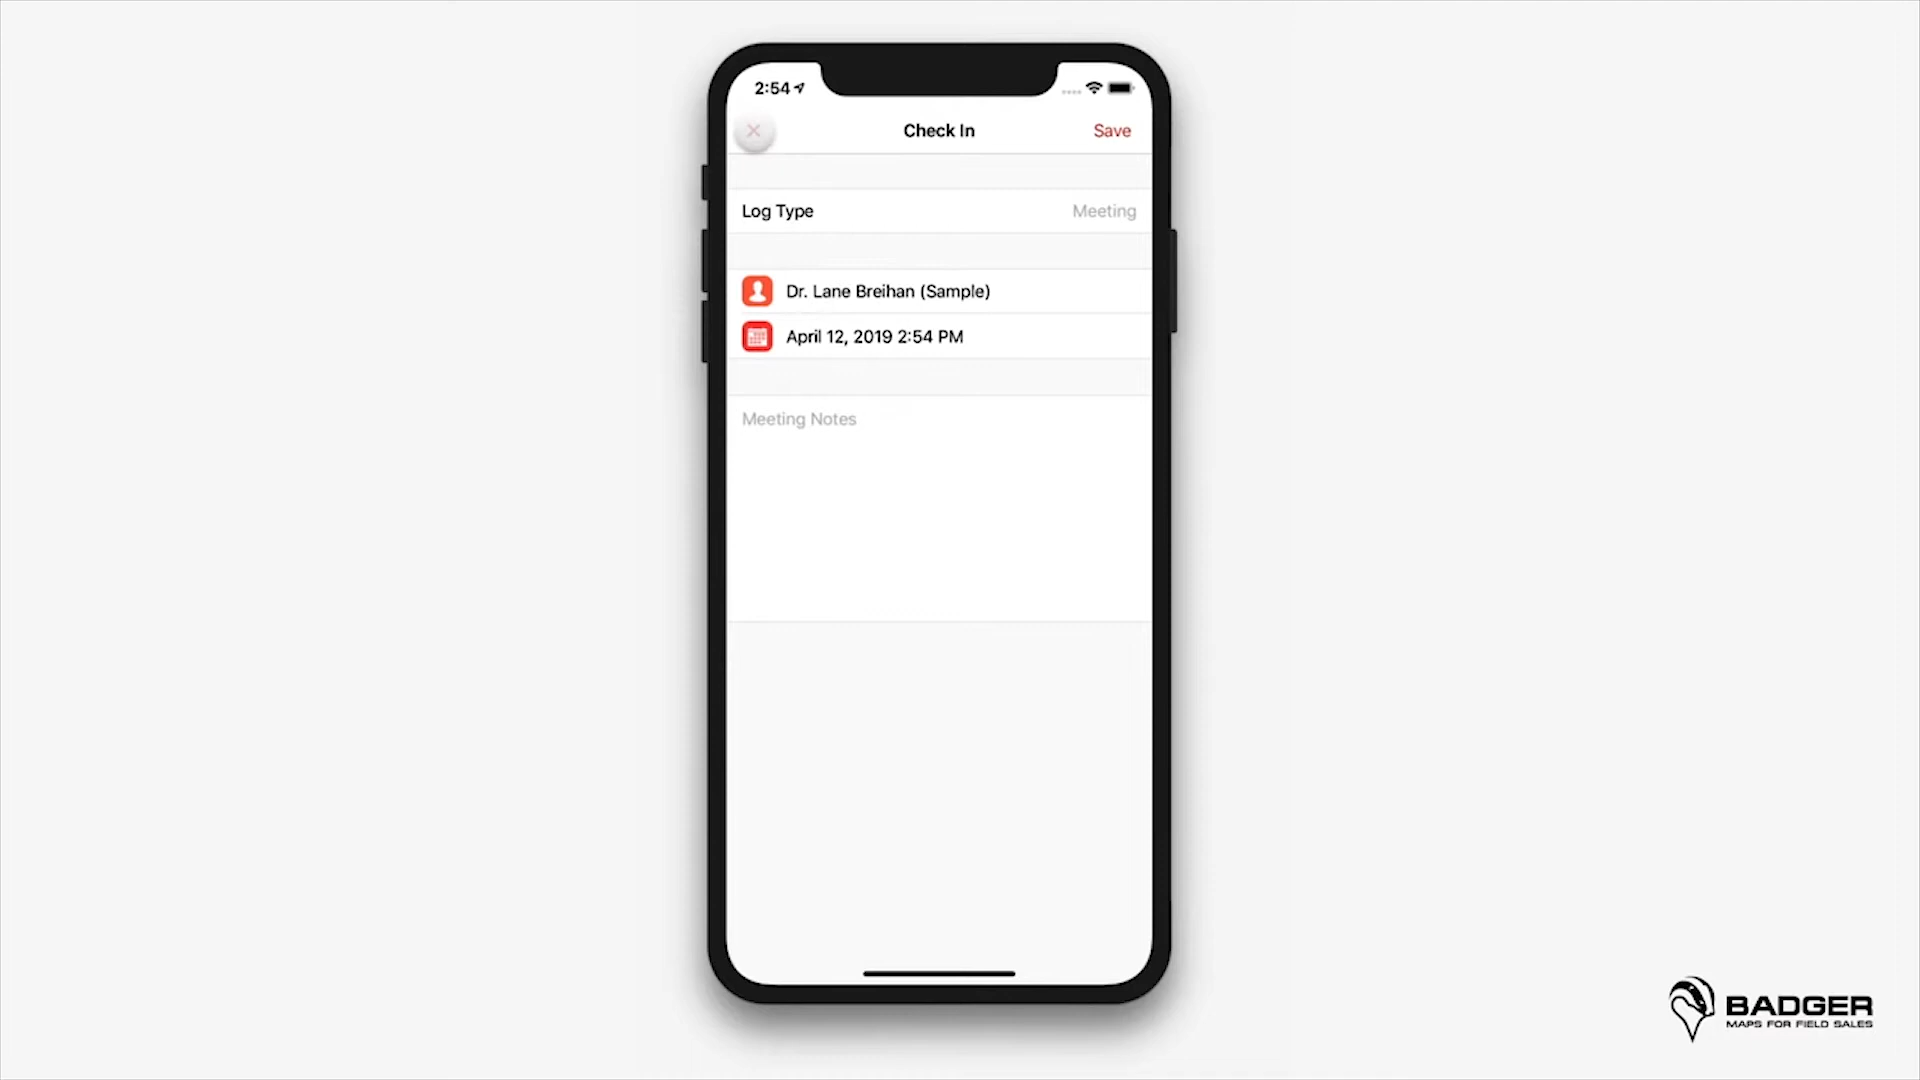 2:54
Check In
Save
Log Type
Meeting
Dr. Lane Breihan (Sample)
April 12, 2019 2:54 PM
Meeting Notes
BADGER
MAPS FOR FIELD SALES